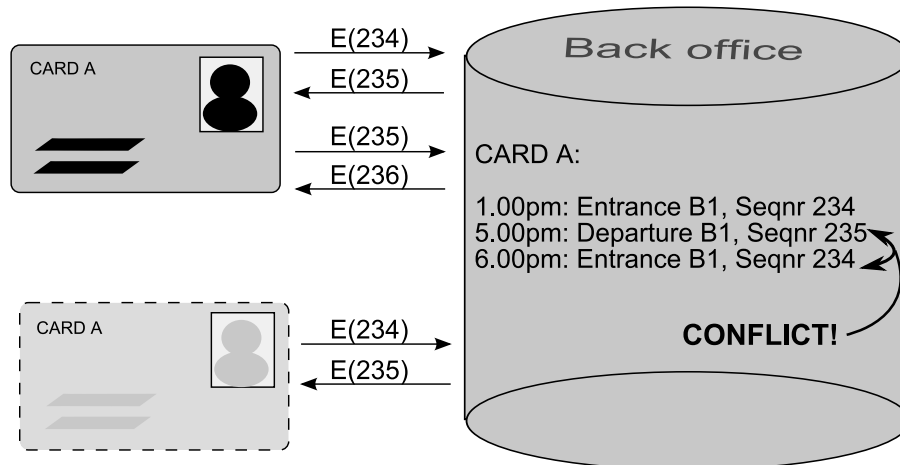 CARD A
E(234)
E(235)
E(235)
E(236)
Back office
CARD A:
1.00pm: Entrance B1, Seqnr 234
5.00pm: Departure B1, Seqnr 235
6.00pm: Entrance B1, Seqnr 234
CONFLICT!
CARD A
E(234)
E(235)